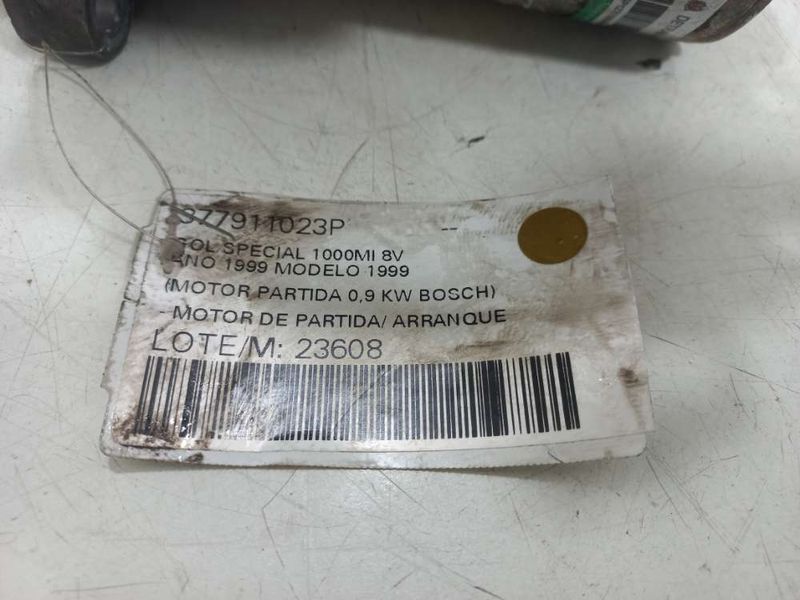 377911023P
GOL SPECIAL 1000MI 8V
ANO 1999 MODELO 1999
(MOTOR PARTIDA 0,9 KW BOSCH)
- MOTOR DE PARTIDA/ ARRANQUE
LOTE/M: 23608